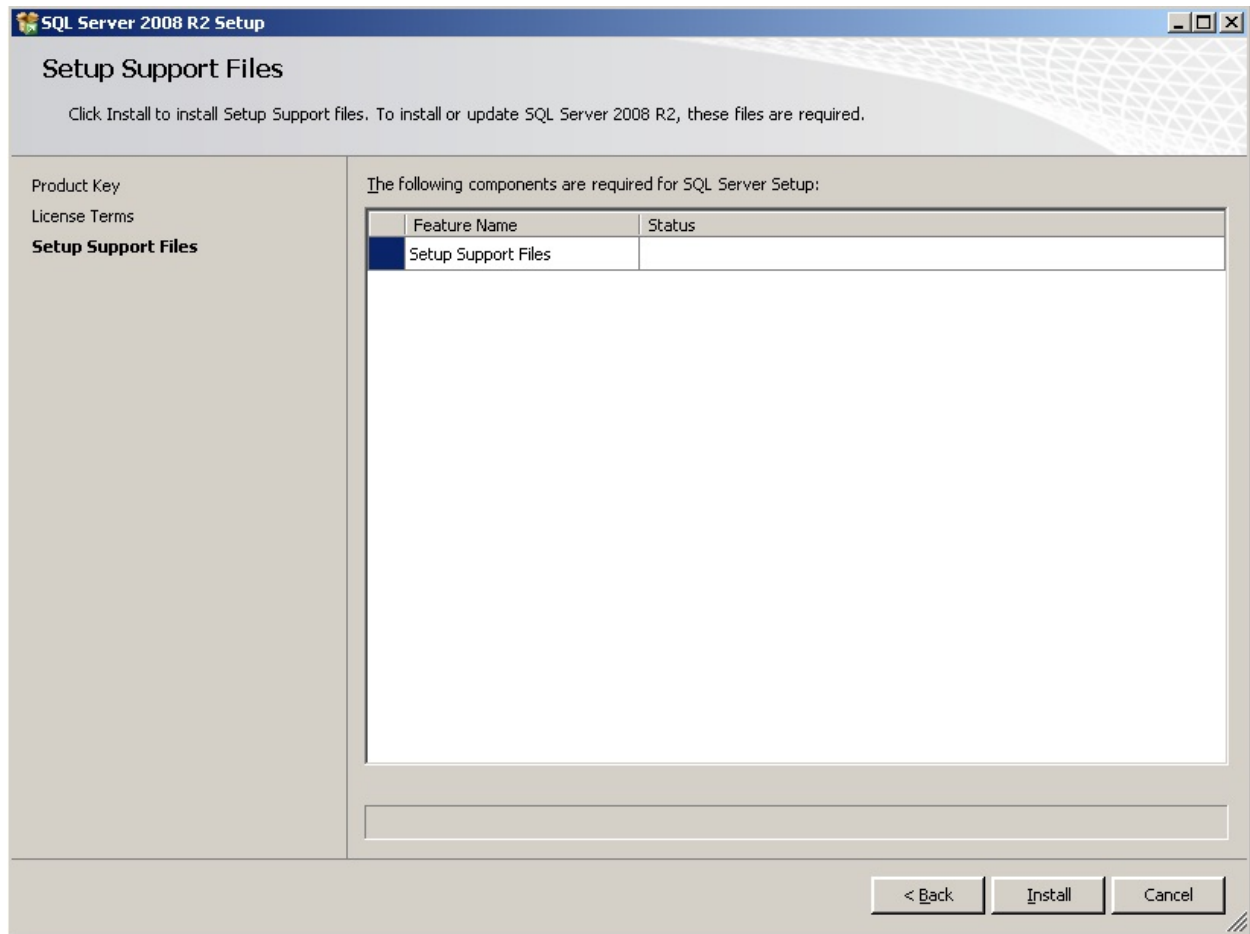 SQL Server 2008 R2 Setup
Setup Support Files
Click Install to install Setup Support files. To install or update SQL Server 2008 R2, these files are required.
Product Key
License Terms
Setup Support Files
The following components are required for SQL Server Setup:
Feature Name Status
Setup Support Files
< Back Install Cancel